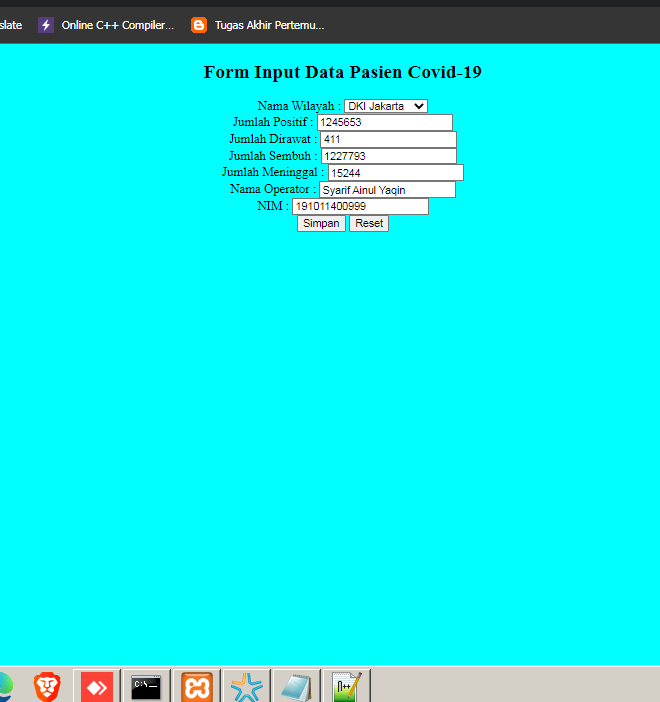 slate Online C++ Compiler... Tugas Akhir Pertemu...
Form Input Data Pasien Covid-19
Nama Wilayah : DKI Jakarta
Jumlah Positif : 1245653
Jumlah Dirawat : 411
Jumlah Sembuh : 1227793
Jumlah Meninggal : 15244
Nama Operator : Syarif Ainul Yaqin
NIM : 191011400999
Simpan Reset